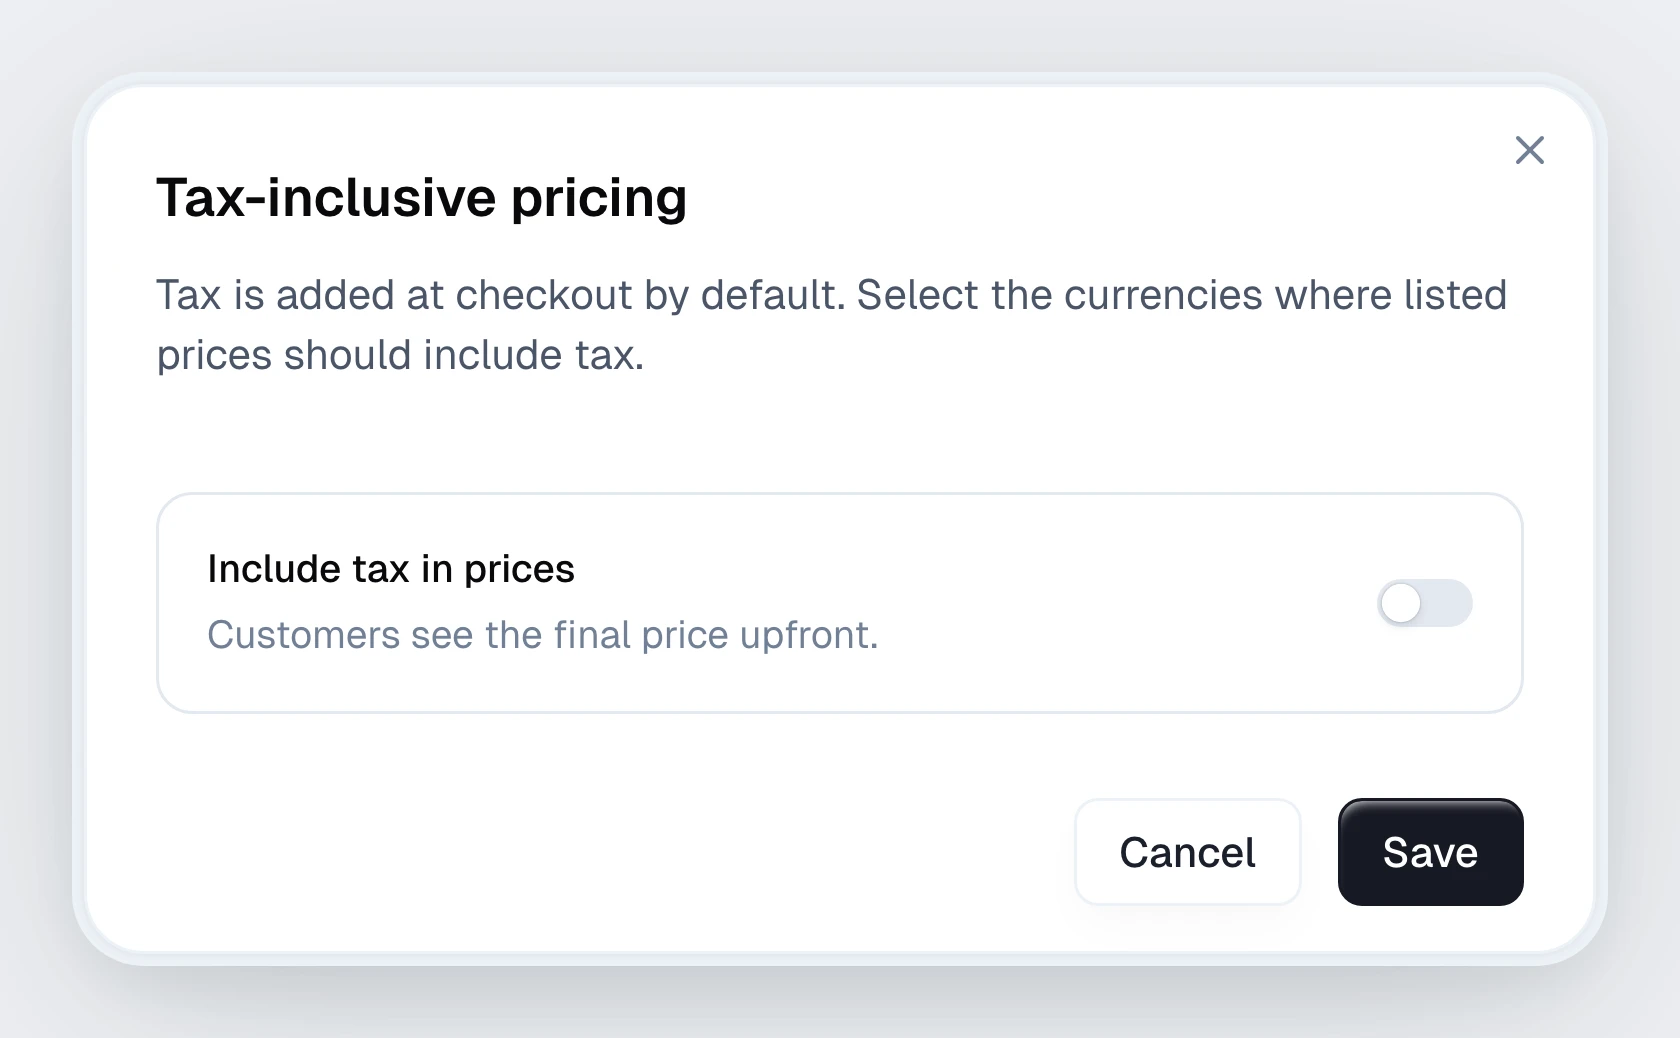 Tax-inclusive pricing
Tax is added at checkout by default. Select the currencies where listed
prices should include tax.
Include tax in prices
Customers see the final price upfront.
Cancel
Save